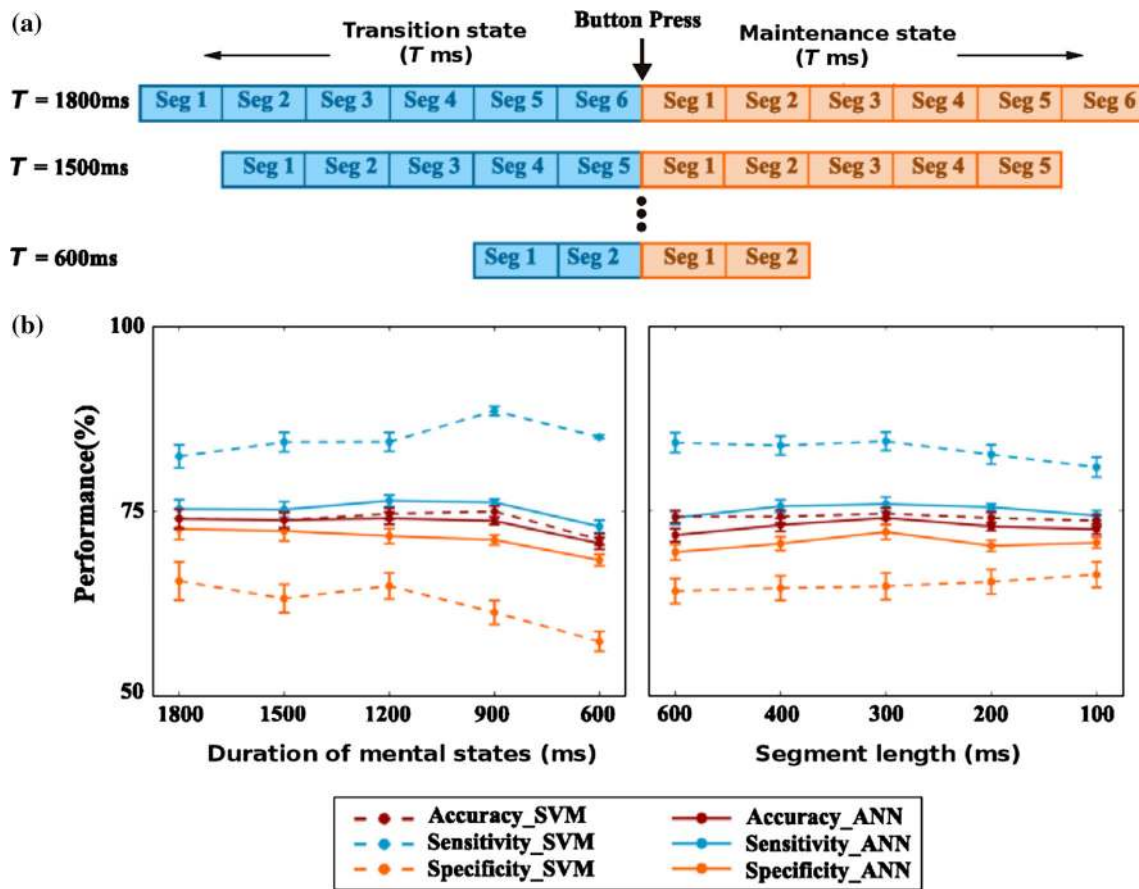 (a)
Button Press
Transition state
(T ms)
Maintenance state
(T ms)
T = 1800ms
Seg 1 Seg 2 Seg 3 Seg 4 Seg 5 Seg 6 Seg 1 Seg 2 Seg 3 Seg 4 Seg 5 Seg 6
T = 1500ms
Seg 1 Seg 2 Seg 3 Seg 4 Seg 5 Seg 1 Seg 2 Seg 3 Seg 4 Seg 5
T = 600ms
Seg 1 Seg 2 Seg 1 Seg 2
(b)
Performance(%)
100
75
50
1800 1500 1200 900 600
Duration of mental states (ms)
600 400 300 200 100
Segment length (ms)
Accuracy_SVM Accuracy_ANN
Sensitivity_SVM Sensitivity_ANN
Specificity_SVM Specificity_ANN